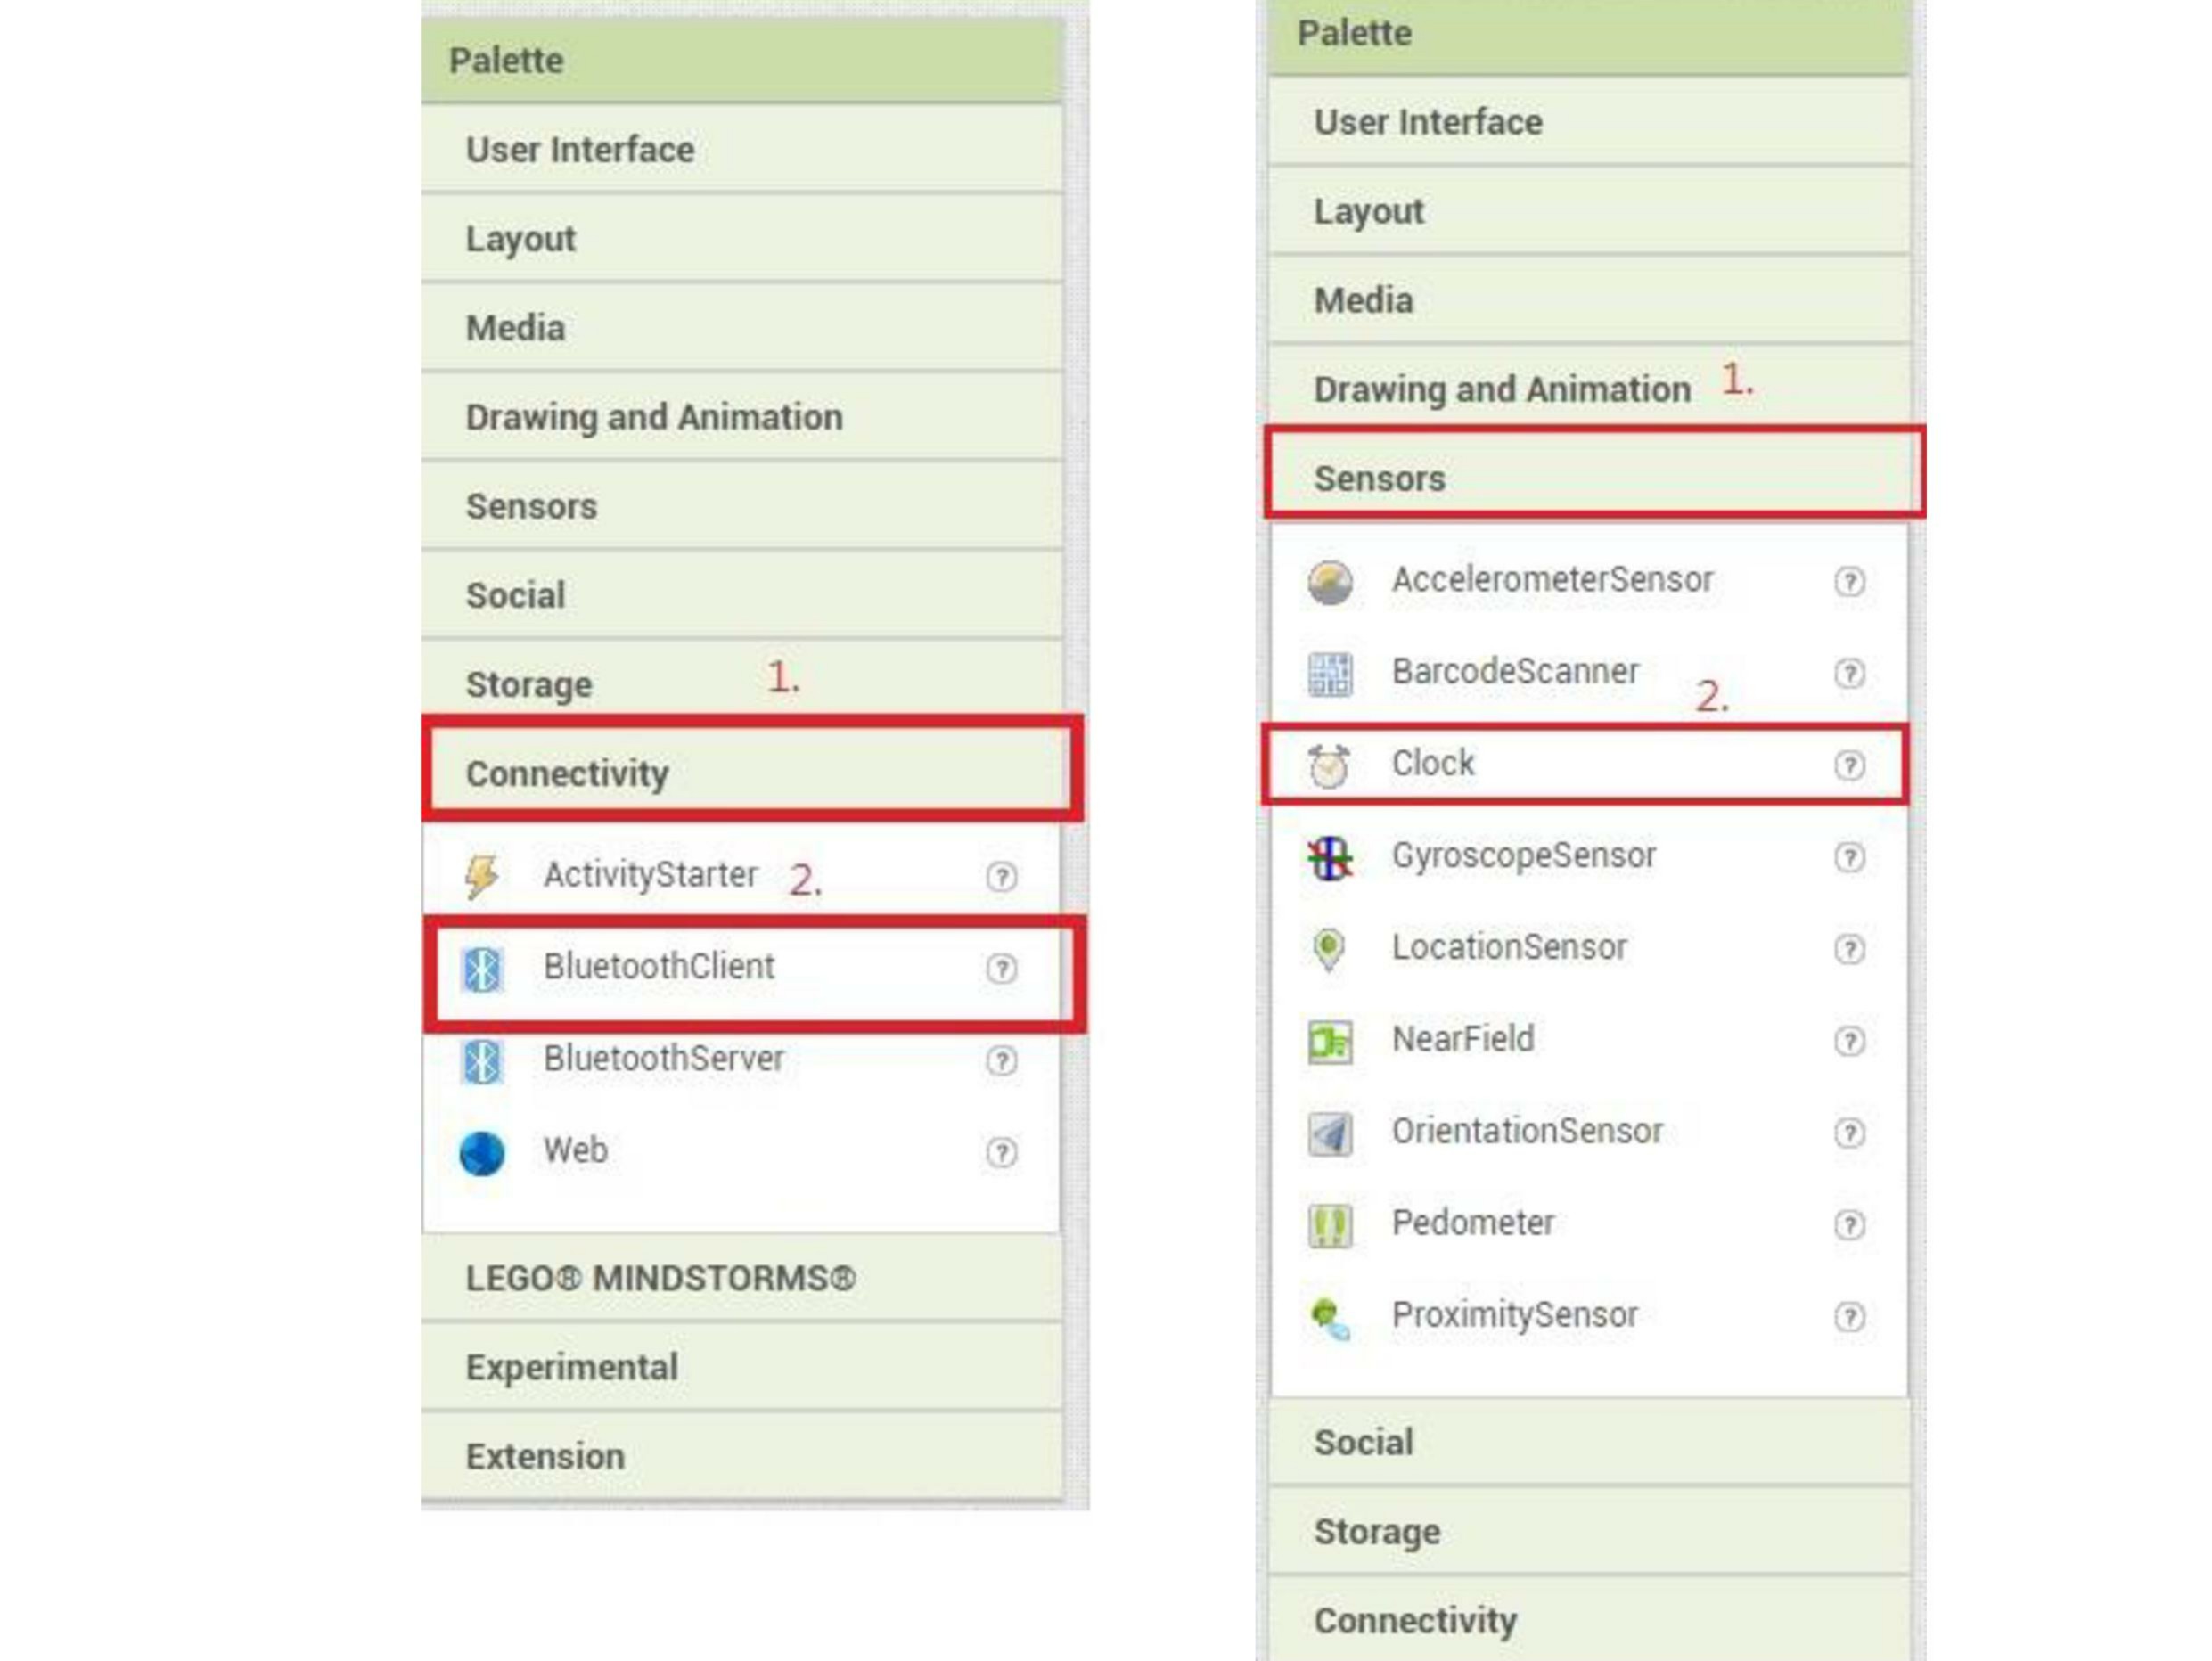 Palette
User Interface
Layout
Media
Drawing and Animation
Sensors
Social
Storage 1.
Connectivity
ActivityStarter 2. ?
BluetoothClient ?
BluetoothServer ?
Web ?
LEGO® MINDSTORMS®
Experimental
Extension
Palette
User Interface
Layout
Media
Drawing and Animation 1.
Sensors
AccelerometerSensor ?
BarcodeScanner ?
2.
Clock ?
GyroscopeSensor ?
LocationSensor ?
NearField ?
OrientationSensor ?
Pedometer ?
ProximitySensor ?
Social
Storage
Connectivity